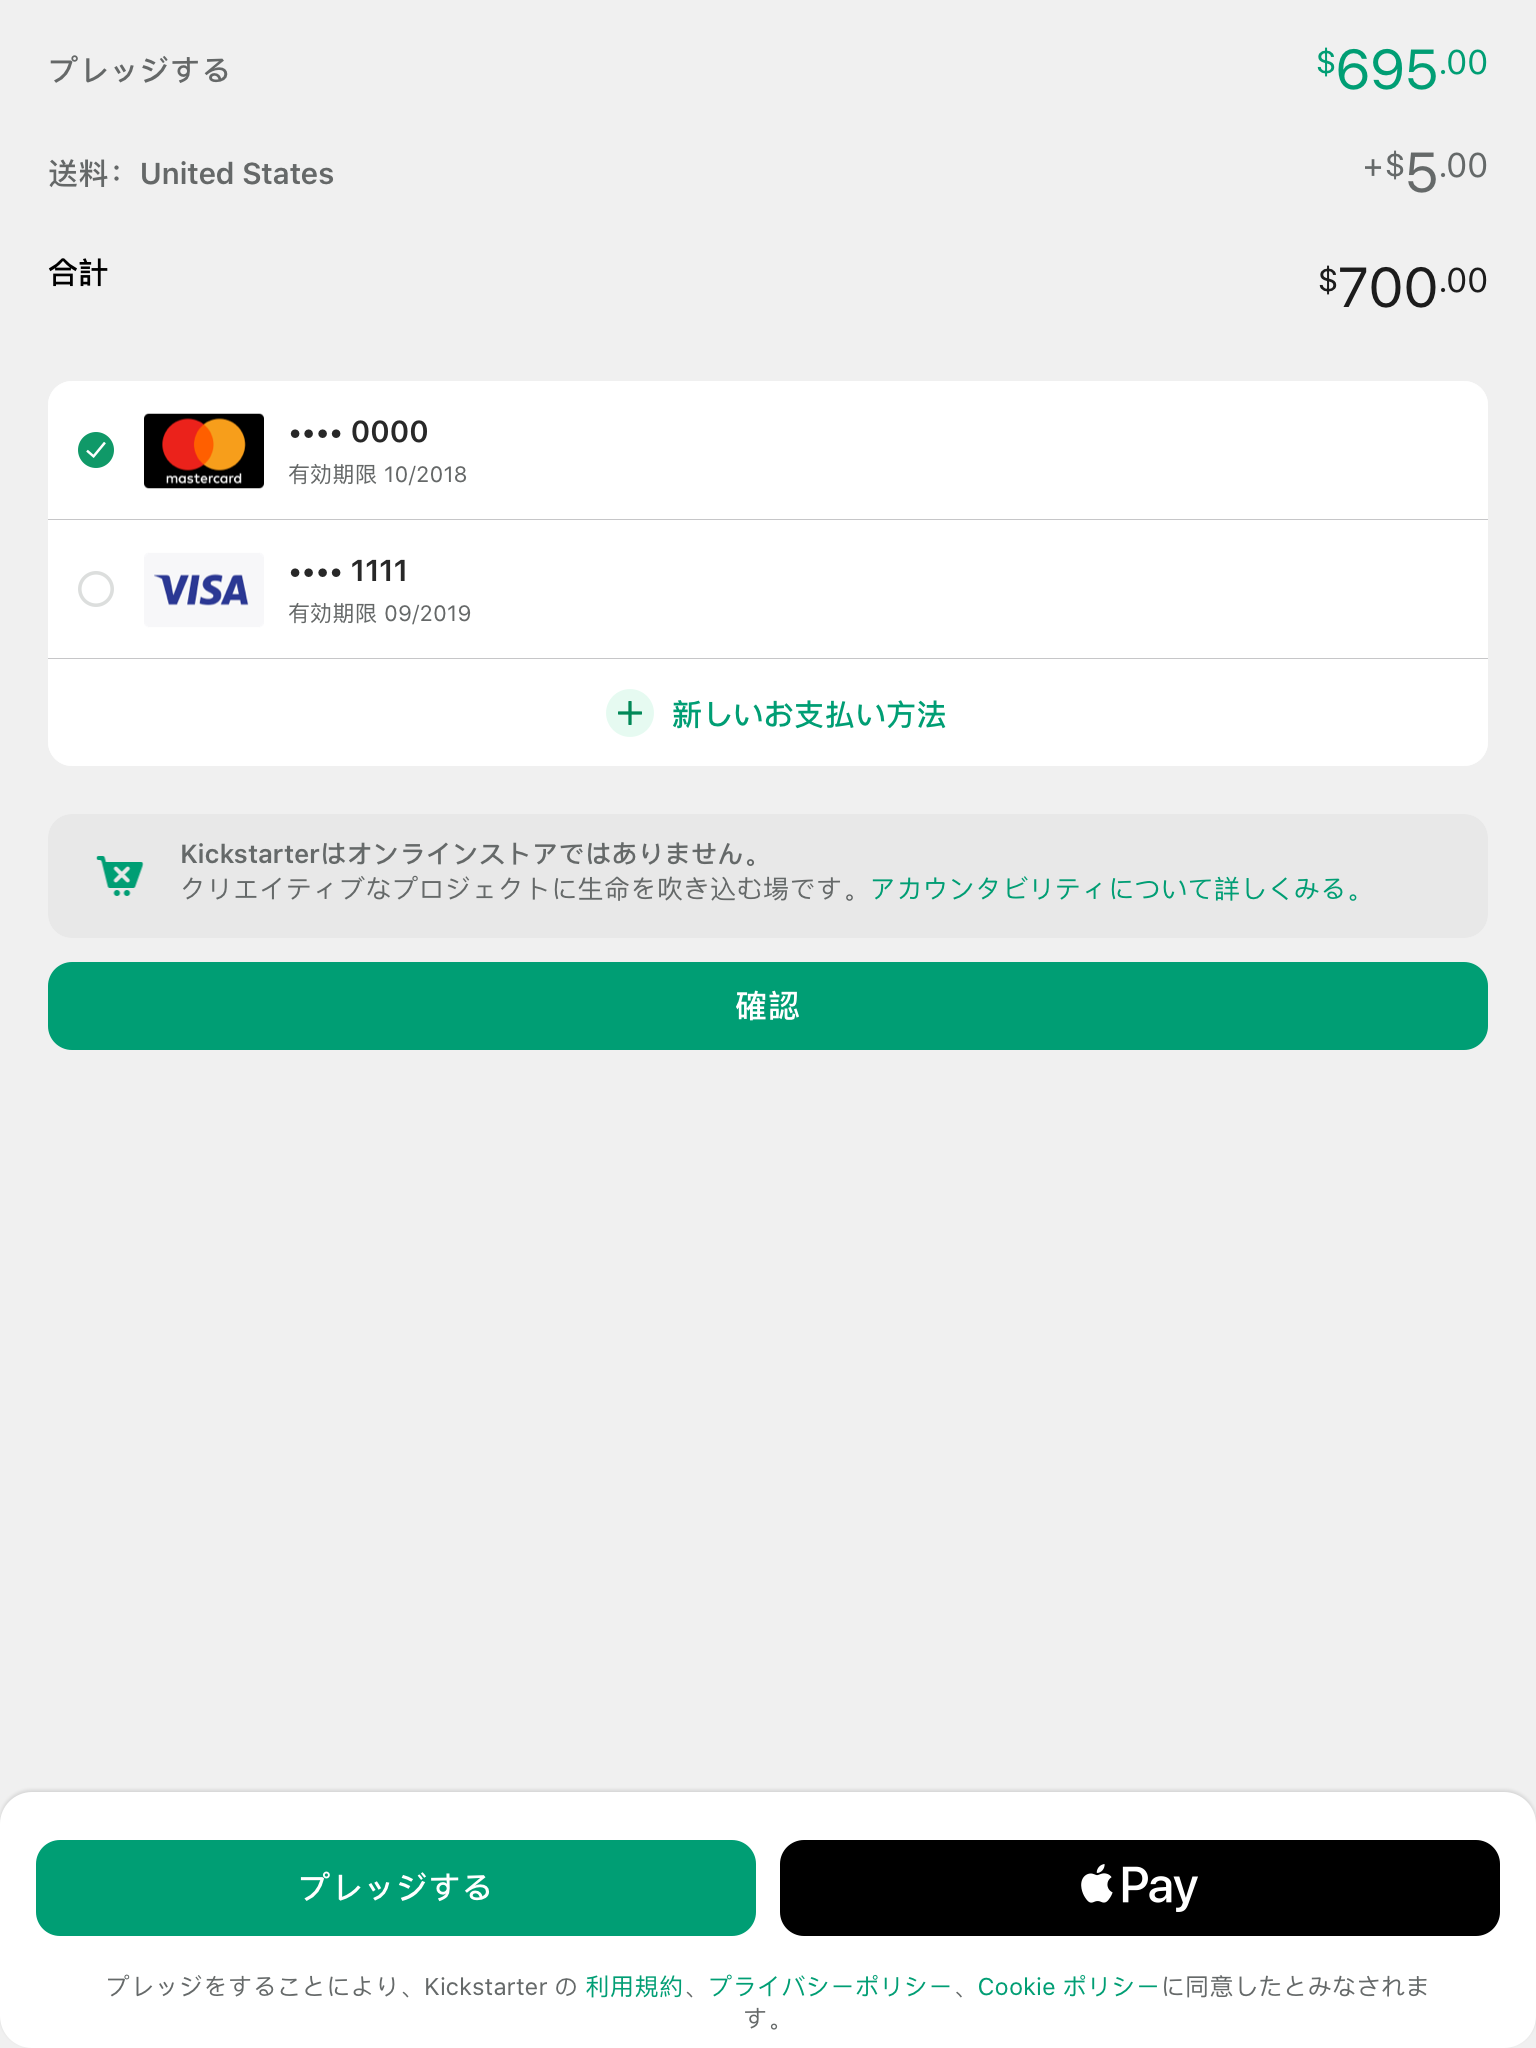 プレッジする
$695.00
送料： United States
+$5.00
合計
$700.00
mastercard
•••• 0000
有効期限 10/2018
VISA
•••• 1111
有効期限 09/2019
新しいお支払い方法
Kickstarterはオンラインストアではありません。
クリエイティブなプロジェクトに生命を吹き込む場です。アカウンタビリティについて詳しくみる。
確認
プレッジする
Pay
プレッジをすることにより、Kickstarter の 利用規約、プライバシーポリシー、Cookie ポリシーに同意したとみなされま
す。